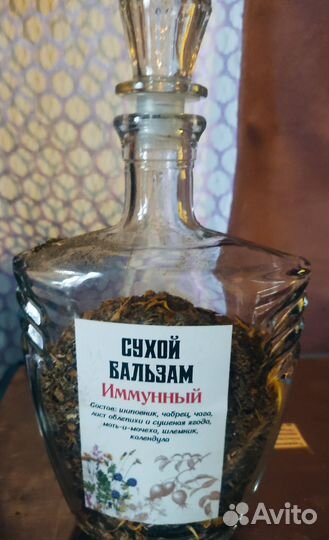 СУХОЙ
БАЛЬЗАМ
Иммунный
Состав: шиповник, чабрец, чага,
лист облепихи и сушеная ягода,
мать-и-мачеха, шлемник,
календула
Avito